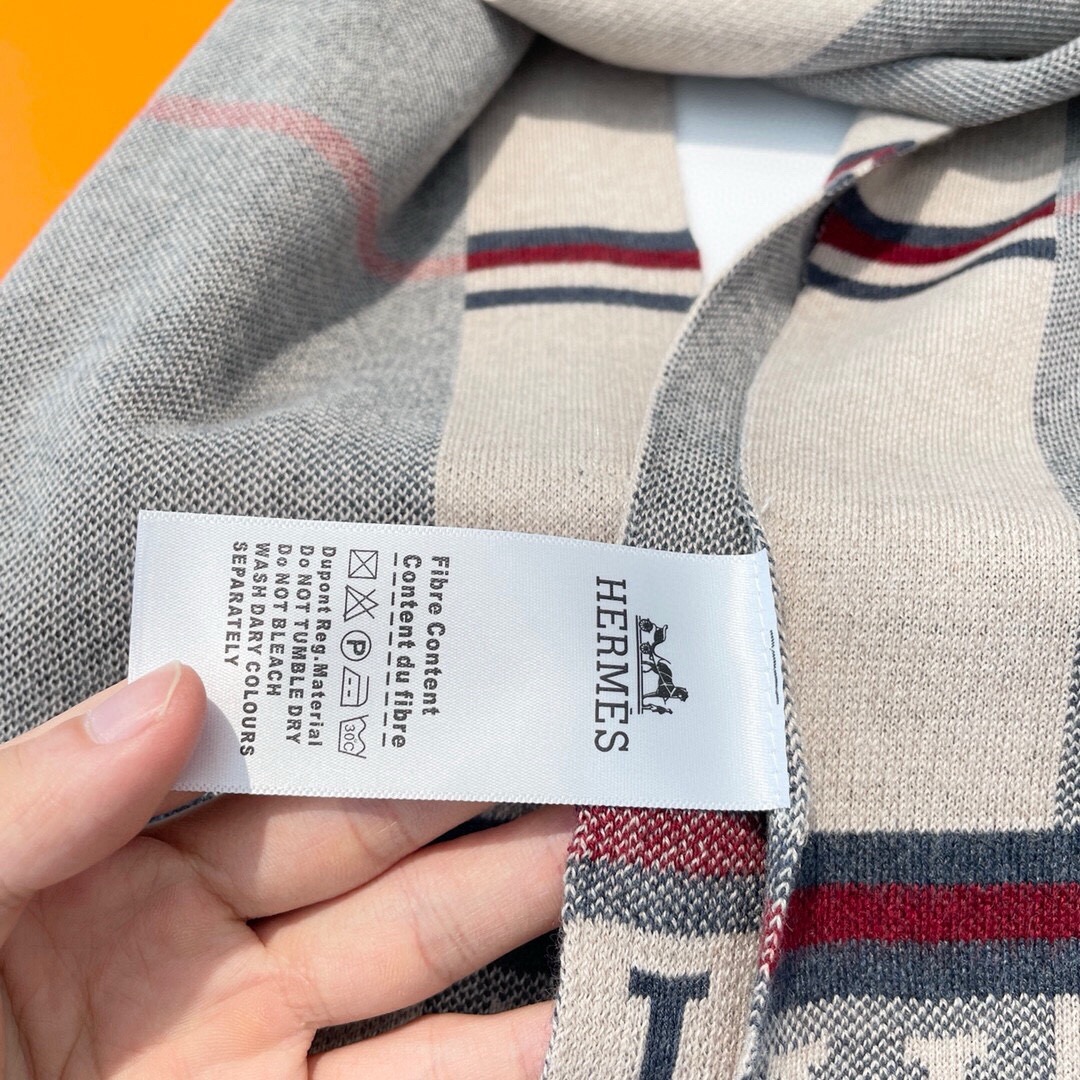 HERMÈS
Fibre Content
Content du fibre
P
30°C
Dupont Reg.Material
Do NOT TUMBLE DRY
Do NOT BLEACH
WASH DARY COLOURS
SEPARATELY